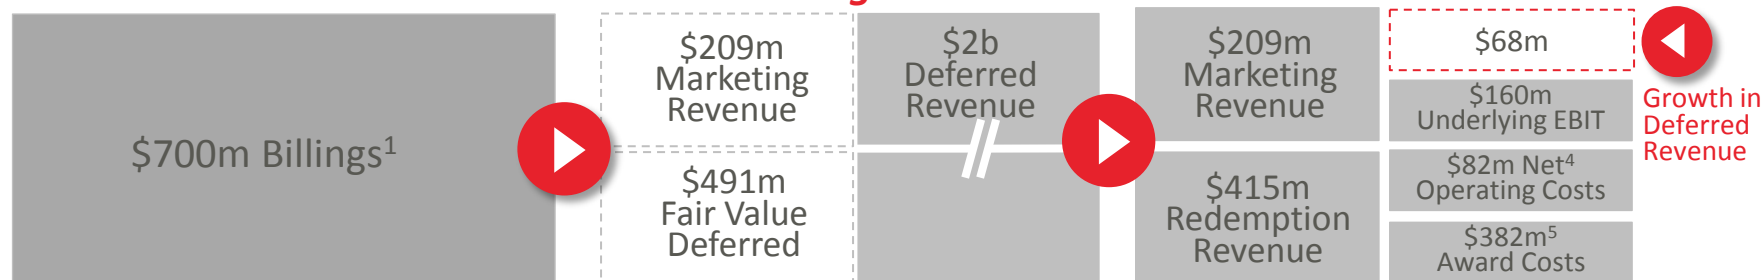 $700m Billings1
$209m
Marketing
Revenue
$491m
Fair Value
Deferred
$2b
Deferred
Revenue
$209m
Marketing
Revenue
$415m
Redemption
Revenue
$68m
$160m
Underlying EBIT
$82m Net4
Operating Costs
$382m5
Award Costs
Growth in
Deferred
Revenue